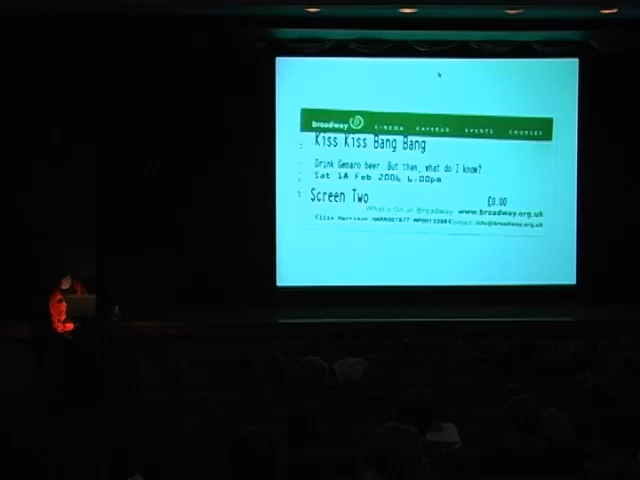 broadway CINEMA CAFEBAR EVENTS COURSES
Kiss Kiss Bang Bang
Drink Genaro beer. But then, what do I know?
Sat 18 Feb 2006 6.00pm
Screen Two £0.00
What's On at Broadway: www.broadway.org.uk
Ellie Harrison Contact: info@broadway.org.uk